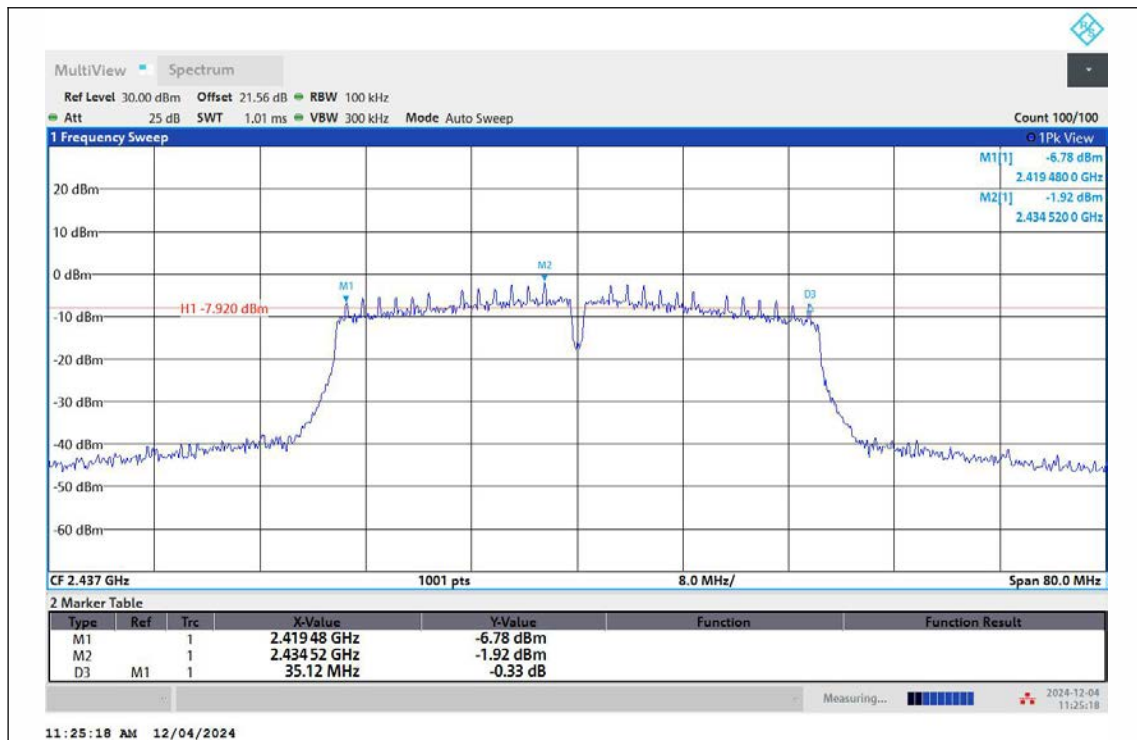 R&S
MultiView Spectrum
Ref Level 30.00 dBm Offset 21.56 dB RBW 100 kHz
Att 25 dB SWT 1.01 ms VBW 300 kHz Mode Auto Sweep Count 100/100
1 Frequency Sweep 1Pk View
M1[1] -6.78 dBm
2.419 480 0 GHz
20 dBm
M2[1] -1.92 dBm
2.434 520 0 GHz
10 dBm
M2
0 dBm
M1 D3
H1 -7.920 dBm
-10 dBm
-20 dBm
-30 dBm
-40 dBm
-50 dBm
-60 dBm
CF 2.437 GHz 1001 pts 8.0 MHz/ Span 80.0 MHz
2 Marker Table
Type Ref Trc X-Value Y-Value Function Function Result
M1 1 2.419 48 GHz -6.78 dBm
M2 1 2.434 52 GHz -1.92 dBm
D3 M1 1 35.12 MHz -0.33 dB
Measuring... 2024-12-04
11:25:18
11:25:18 AM 12/04/2024